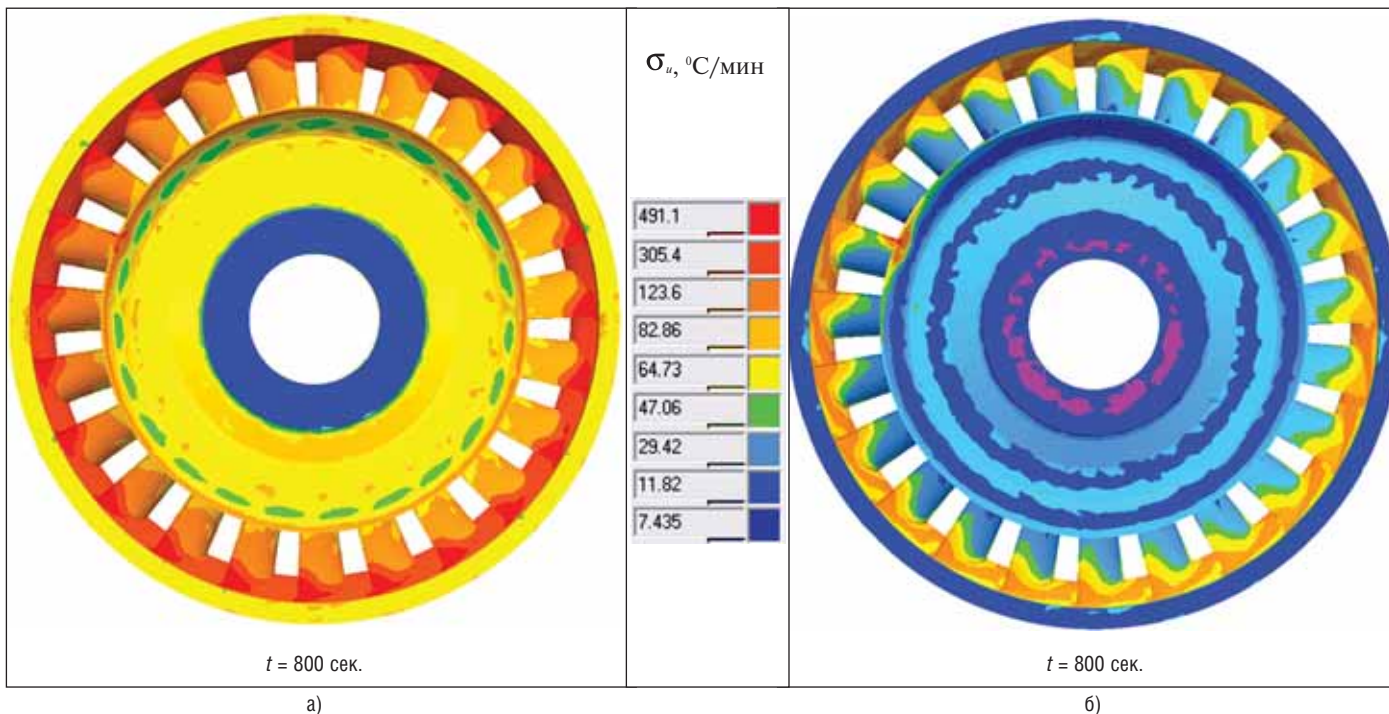 σ_и, ⁰С/мин
491.1
305.4
123.6
82.86
64.73
47.06
29.42
11.82
7.435
t = 800 сек.
t = 800 сек.
а)
б)